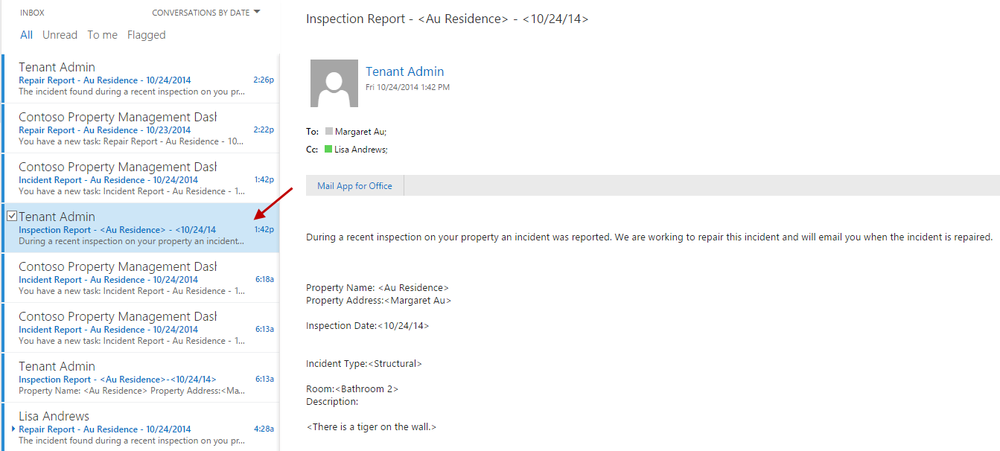 INBOX
CONVERSATIONS BY DATE
All Unread To me Flagged
Tenant Admin
Repair Report - Au Residence - 10/24/2014 2:26p
The incident found during a recent inspection on you pr...
Contoso Property Management Dash
Repair Report - Au Residence - 10/23/2014 2:22p
You have a new task: Repair Report - Au Residence - 10...
Contoso Property Management Dash
Incident Report - Au Residence - 10/24/2014 1:42p
You have a new task: Incident Report - Au Residence - 1...
Tenant Admin
Inspection Report - <Au Residence> - <10/24/14 1:42p
During a recent inspection on your property an incident...
Contoso Property Management Dash
Incident Report - Au Residence - 10/24/2014 6:18a
You have a new task: Incident Report - Au Residence - 1...
Contoso Property Management Dash
Incident Report - Au Residence - 10/24/2014 6:13a
You have a new task: Incident Report - Au Residence - 1...
Tenant Admin
Inspection Report - <Au Residence>-<10/24/14> 6:13a
Property Name: <Au Residence> Property Address:<Ma...
Lisa Andrews
Repair Report - Au Residence - 10/24/2014 4:28a
The incident found during a recent inspection on you pr...
Inspection Report - <Au Residence> - <10/24/14>
Tenant Admin
Fri 10/24/2014 1:42 PM
To: Margaret Au;
Cc: Lisa Andrews;
Mail App for Office
During a recent inspection on your property an incident was reported. We are working to repair this incident and will email you when the incident is repaired.
Property Name: <Au Residence>
Property Address:<Margaret Au>
Inspection Date:<10/24/14>
Incident Type:<Structural>
Room:<Bathroom 2>
Description:
<There is a tiger on the wall.>